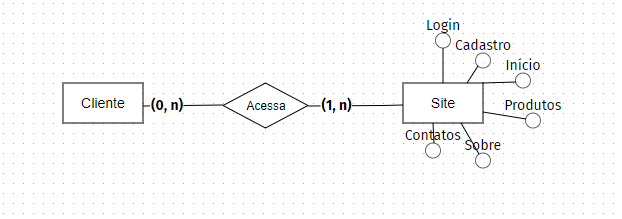 Login
Cadastro
Início
Cliente
(0, n)
Acessa
(1, n)
Site
Produtos
Contatos
Sobre